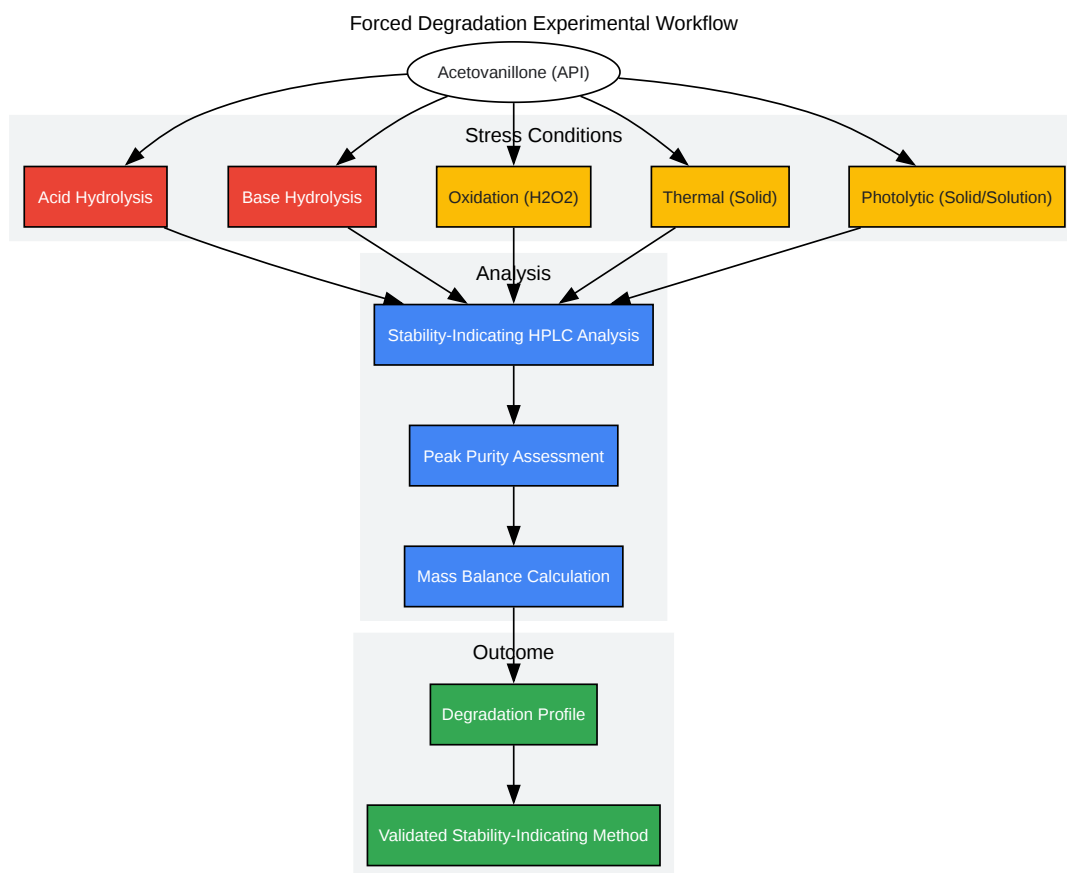 Forced Degradation Experimental Workflow
Acetovanillone (API)
Stress Conditions
Acid Hydrolysis
Base Hydrolysis
Oxidation (H2O2)
Thermal (Solid)
Photolytic (Solid/Solution)
Analysis
Stability-Indicating HPLC Analysis
Peak Purity Assessment
Mass Balance Calculation
Outcome
Degradation Profile
Validated Stability-Indicating Method